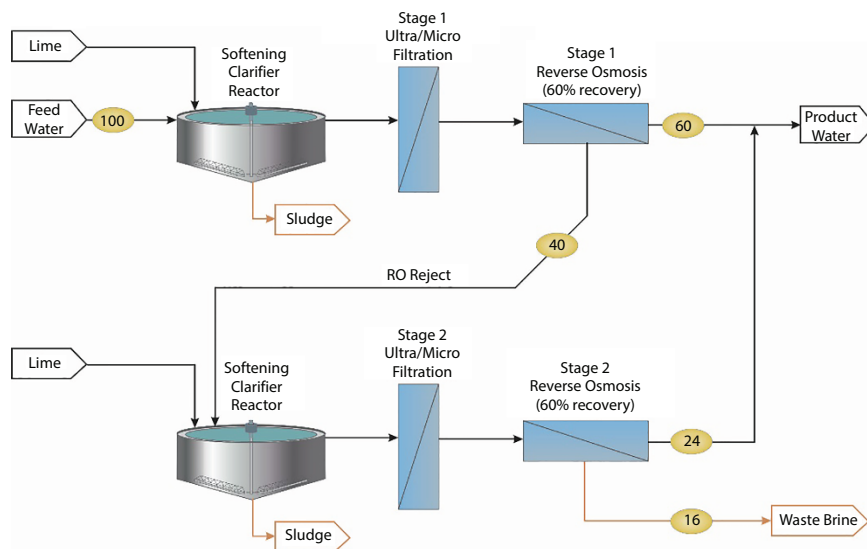 Lime
Softening
Clarifier
Reactor
Stage 1
Ultra/Micro
Filtration
Stage 1
Reverse Osmosis
(60% recovery)
Feed
Water
100
60
Product
Water
Sludge
40
RO Reject
Lime
Softening
Clarifier
Reactor
Stage 2
Ultra/Micro
Filtration
Stage 2
Reverse Osmosis
(60% recovery)
24
16
Waste Brine
Sludge